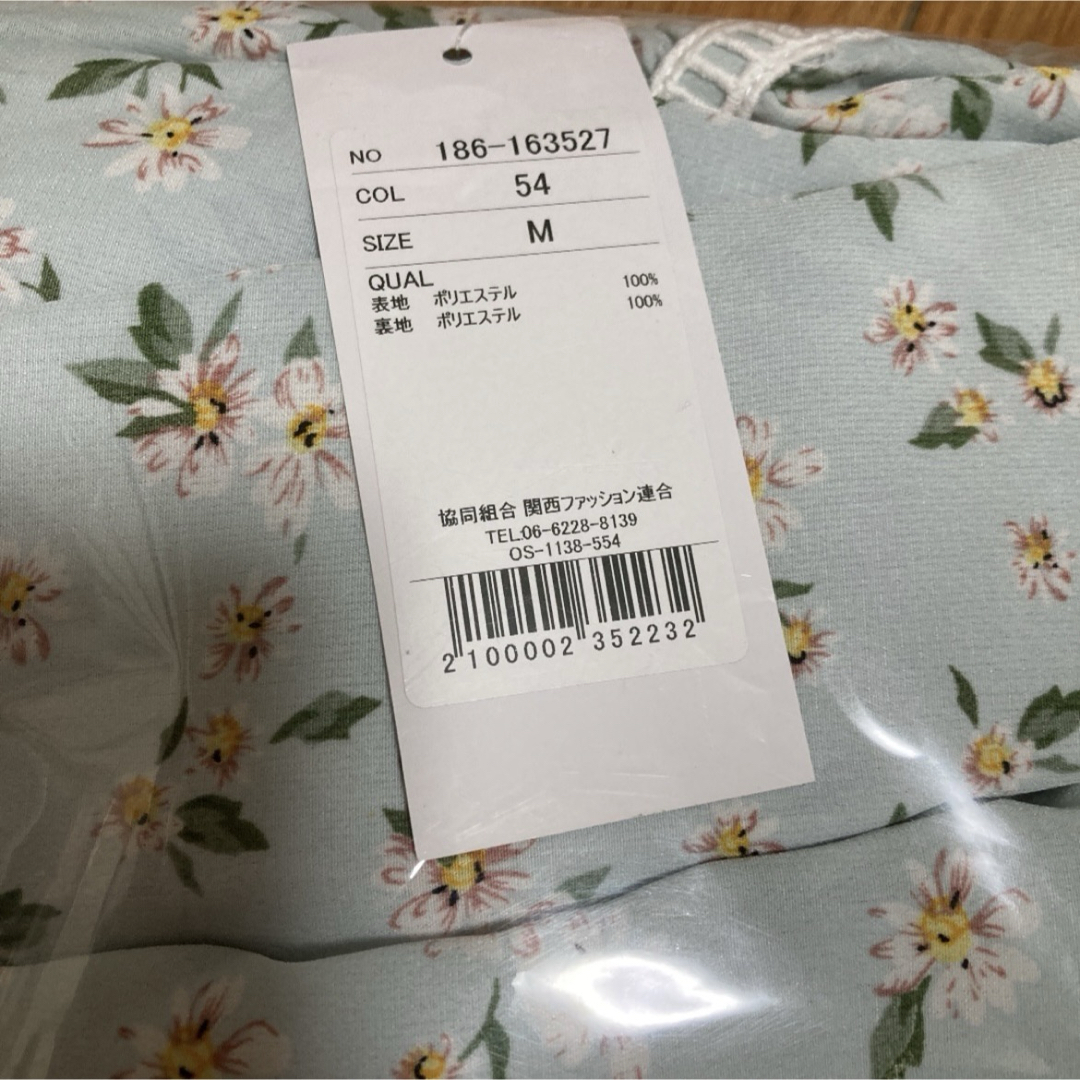 NO 186-163527
COL 54
SIZE M
QUAL
表地 ポリエステル 100%
裏地 ポリエステル 100%
協同組合 関西ファッション連合
TEL:06-6228-8139
OS-1138-554
2 100002 352232